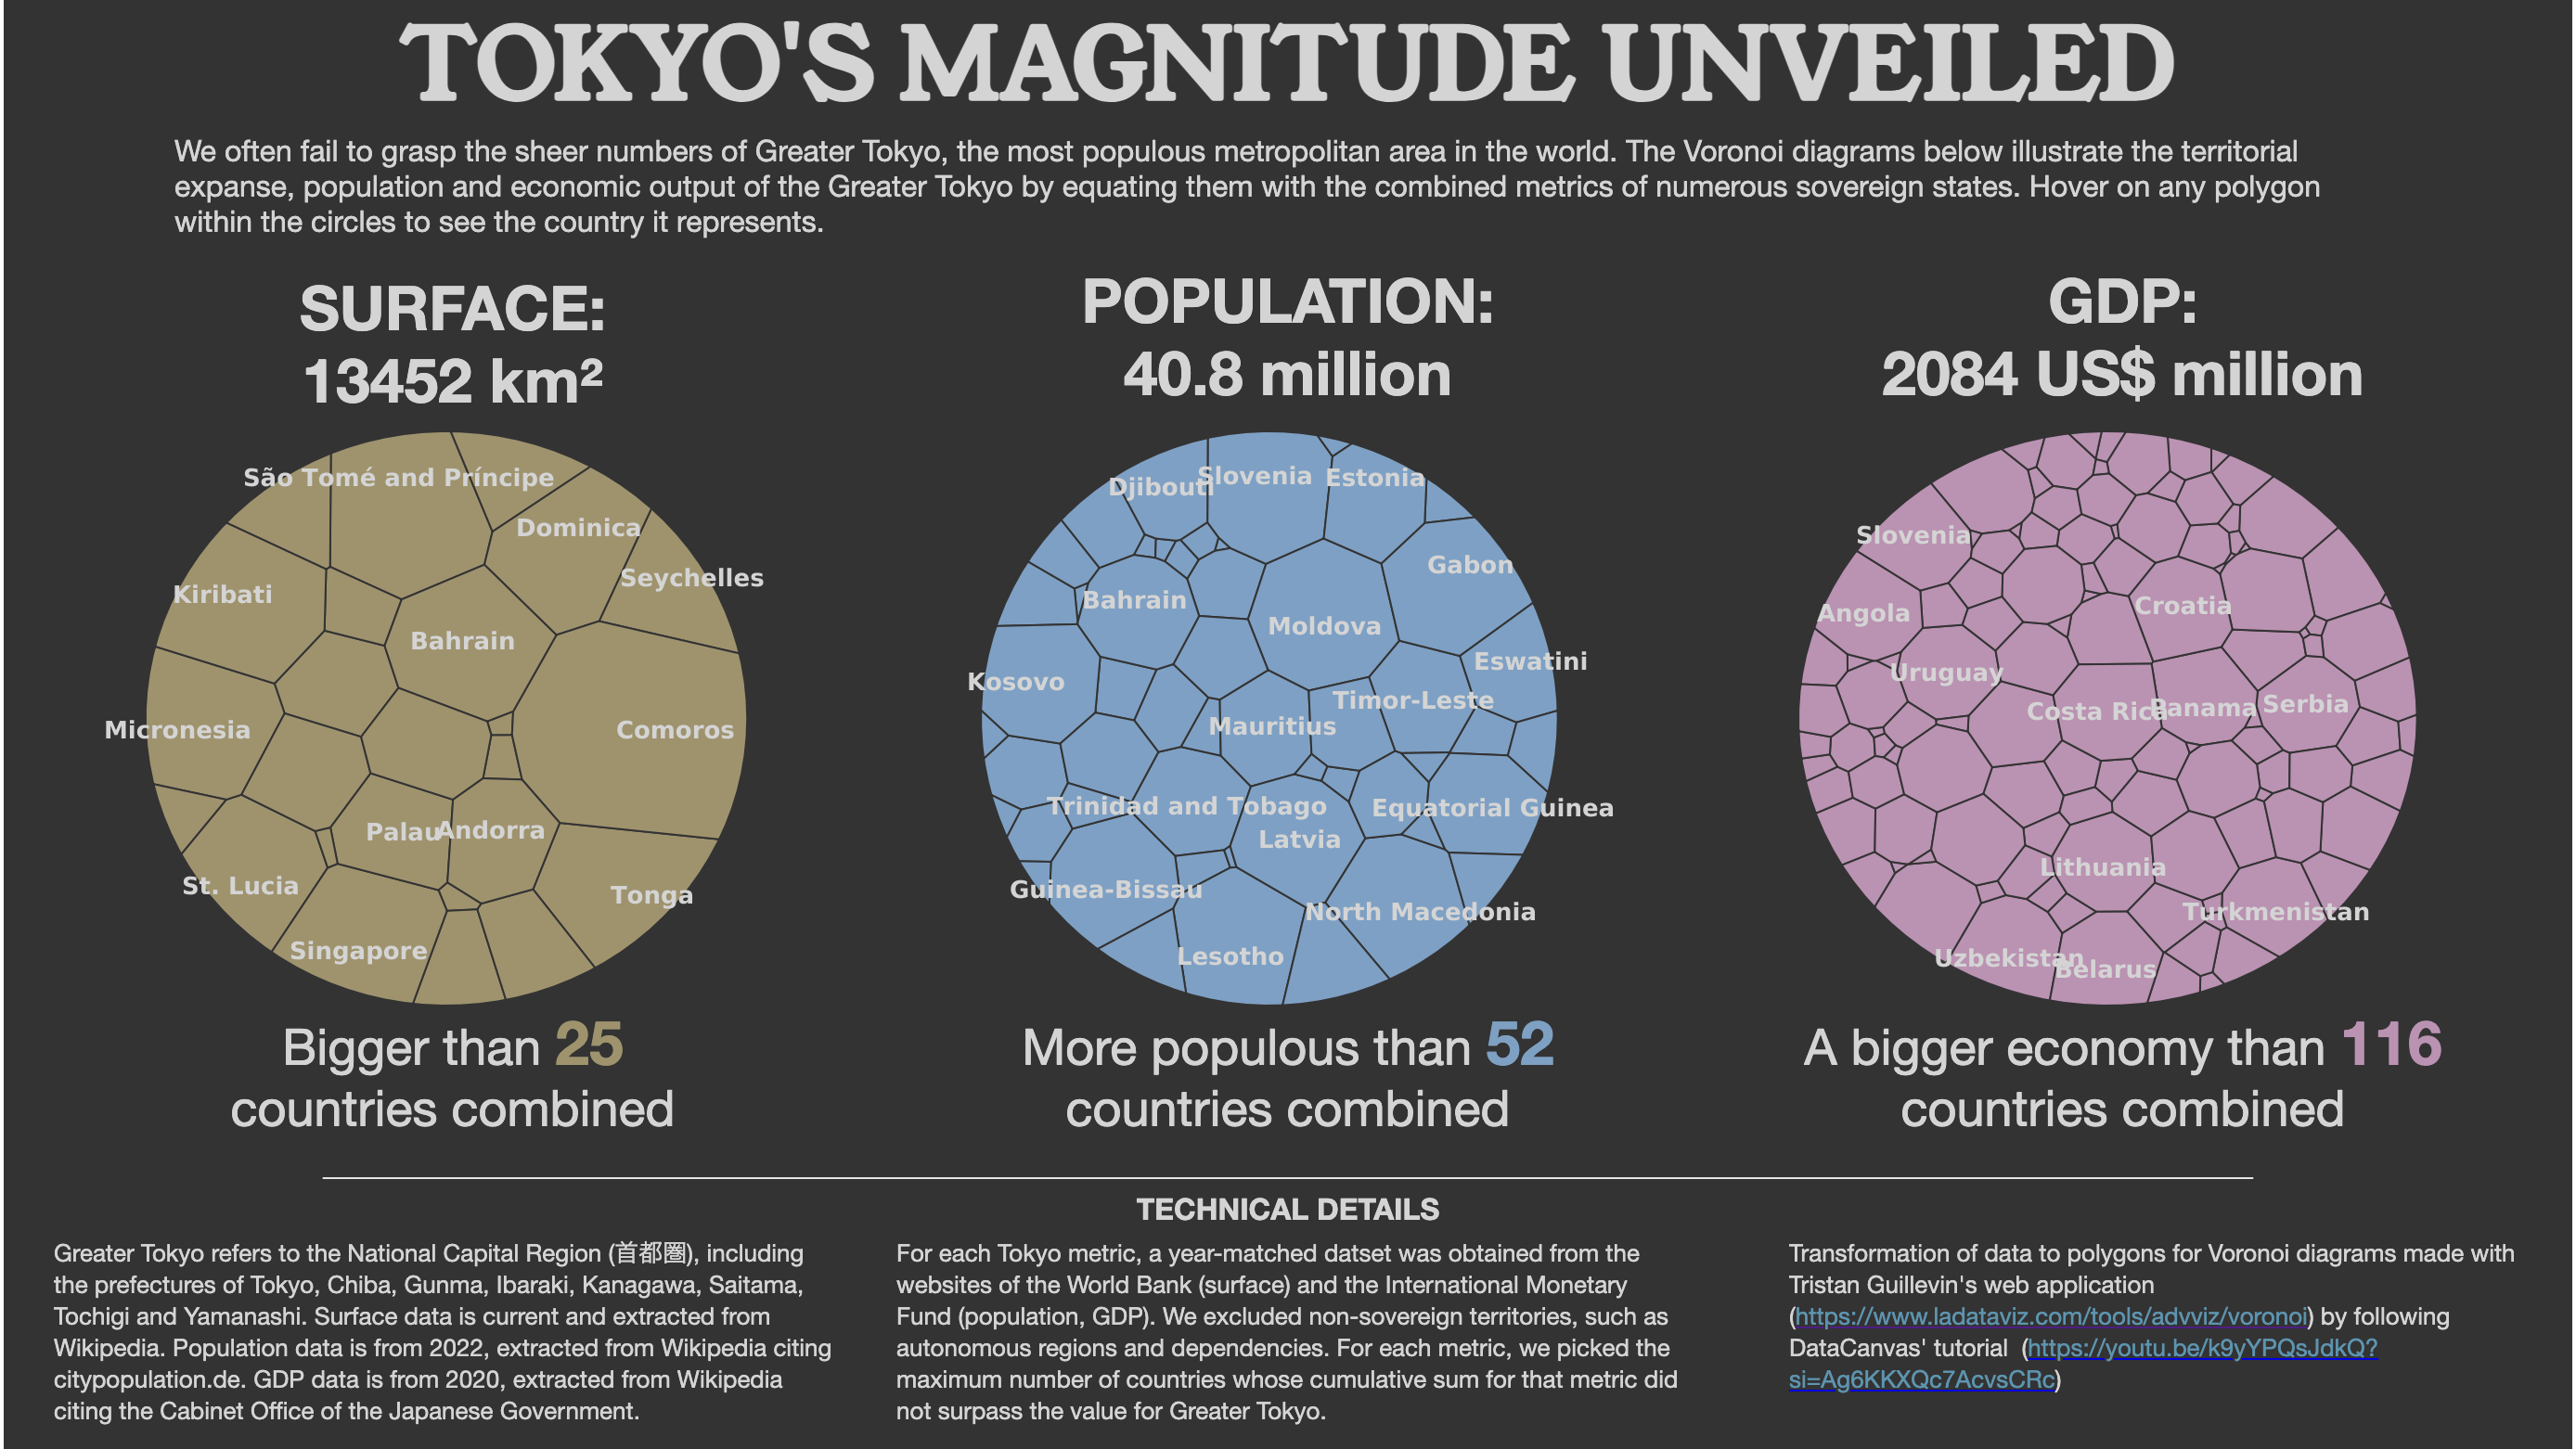 TOKYO'S MAGNITUDE UNVEILED
We often fail to grasp the sheer numbers of Greater Tokyo, the most populous metropolitan area in the world. The Voronoi diagrams below illustrate the territorial
expanse, population and economic output of the Greater Tokyo by equating them with the combined metrics of numerous sovereign states. Hover on any polygon
within the circles to see the country it represents.
SURFACE:
13452 km²
São Tomé and Príncipe
Dominica
Seychelles
Kiribati
Bahrain
Micronesia
Comoros
Palau
Andorra
St. Lucia
Tonga
Singapore
Bigger than 25
countries combined
POPULATION:
40.8 million
Djibouti
Slovenia
Estonia
Gabon
Bahrain
Moldova
Eswatini
Kosovo
Timor-Leste
Mauritius
Trinidad and Tobago
Equatorial Guinea
Latvia
Guinea-Bissau
North Macedonia
Lesotho
More populous than 52
countries combined
GDP:
2084 US$ million
Slovenia
Angola
Croatia
Uruguay
Costa Rica
Panama
Serbia
Lithuania
Turkmenistan
Uzbekistan
Belarus
A bigger economy than 116
countries combined
TECHNICAL DETAILS
Greater Tokyo refers to the National Capital Region (首都圏), including
the prefectures of Tokyo, Chiba, Gunma, Ibaraki, Kanagawa, Saitama,
Tochigi and Yamanashi. Surface data is current and extracted from
Wikipedia. Population data is from 2022, extracted from Wikipedia citing
citypopulation.de. GDP data is from 2020, extracted from Wikipedia
citing the Cabinet Office of the Japanese Government.
For each Tokyo metric, a year-matched datset was obtained from the
websites of the World Bank (surface) and the International Monetary
Fund (population, GDP). We excluded non-sovereign territories, such as
autonomous regions and dependencies. For each metric, we picked the
maximum number of countries whose cumulative sum for that metric did
not surpass the value for Greater Tokyo.
Transformation of data to polygons for Voronoi diagrams made with
Tristan Guillevin's web application
(https://www.ladataviz.com/tools/advviz/voronoi) by following
DataCanvas' tutorial (https://youtu.be/k9yYPQsJdkQ?
si=Ag6KKXQc7AcvsCRc)